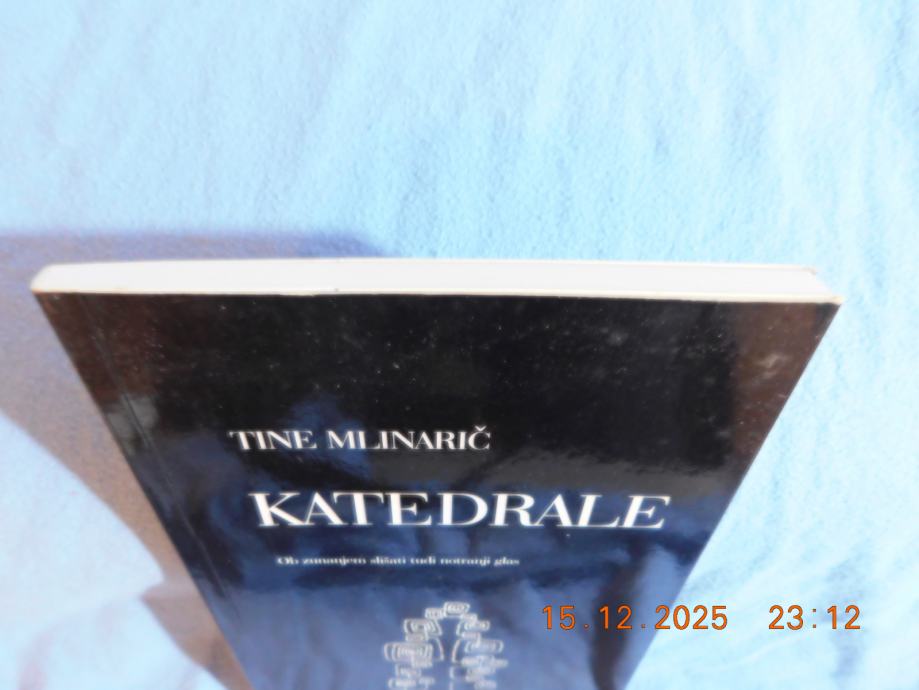 TINE MLINARIČ
KATEDRALE
Ob zunanjem slišati tudi notranji glas
15.12.2025 23:12